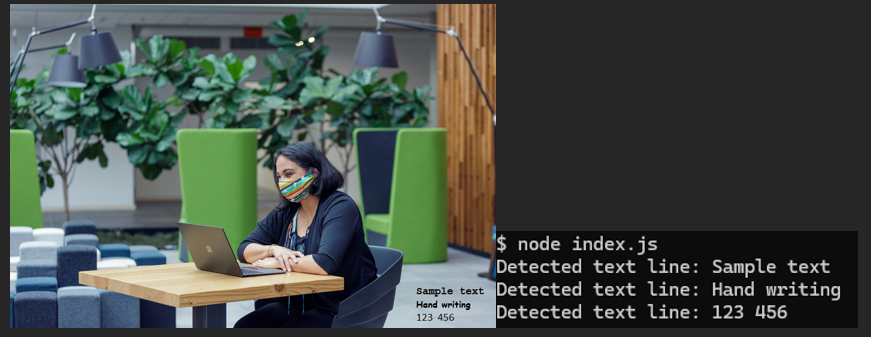 Sample text
Hand writing
123 456
$ node index.js
Detected text line: Sample text
Detected text line: Hand writing
Detected text line: 123 456